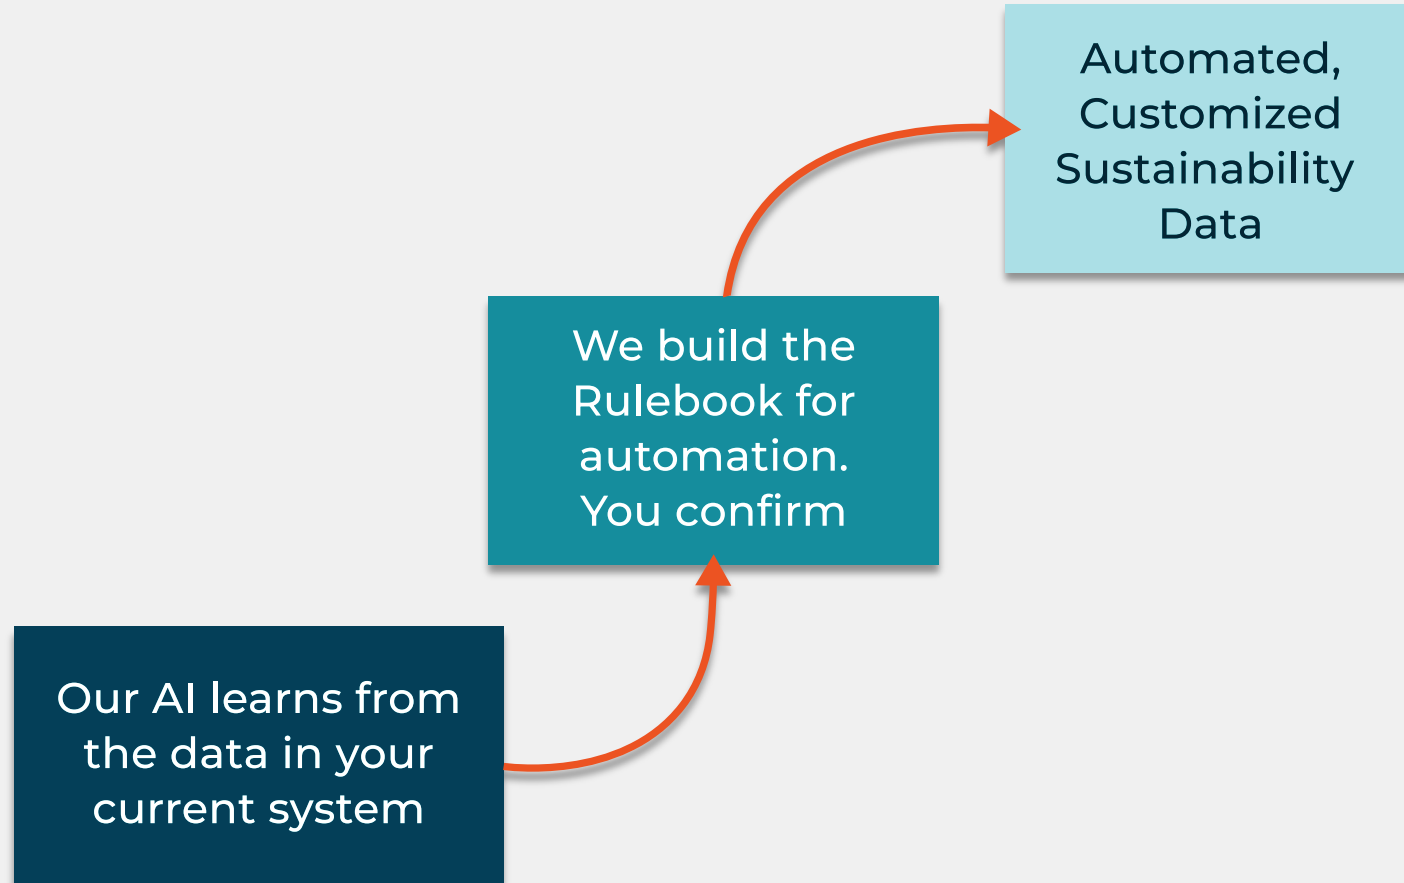 Automated,
Customized
Sustainability
Data
We build the
Rulebook for
automation.
You confirm
Our AI learns from
the data in your
current system